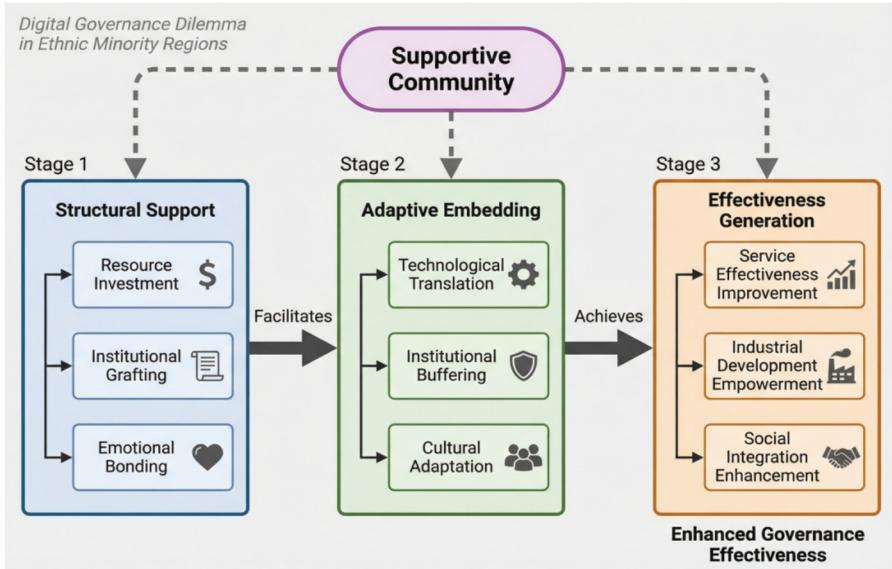 Digital Governance Dilemma
in Ethnic Minority Regions
Supportive
Community
Stage 1
Structural Support
Resource
Investment
$
Institutional
Grafting
Emotional
Bonding
Facilitates
Stage 2
Adaptive Embedding
Technological
Translation
Institutional
Buffering
Cultural
Adaptation
Achieves
Stage 3
Effectiveness
Generation
Service
Effectiveness
Improvement
Industrial
Development
Empowerment
Social
Integration
Enhancement
Enhanced Governance
Effectiveness